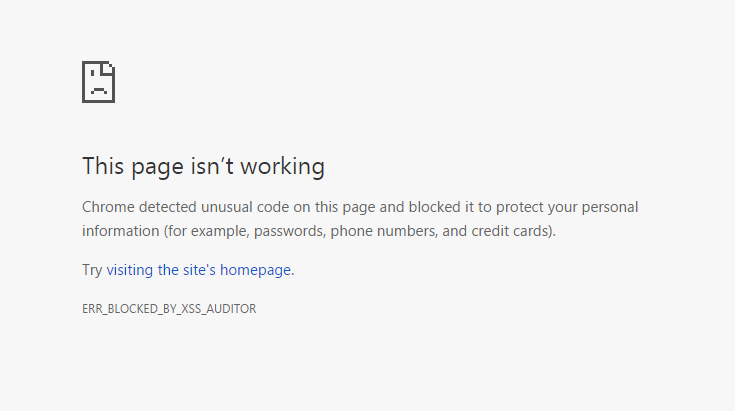 This page isn’t working
Chrome detected unusual code on this page and blocked it to protect your personal
information (for example, passwords, phone numbers, and credit cards).
Try visiting the site's homepage.
ERR_BLOCKED_BY_XSS_AUDITOR